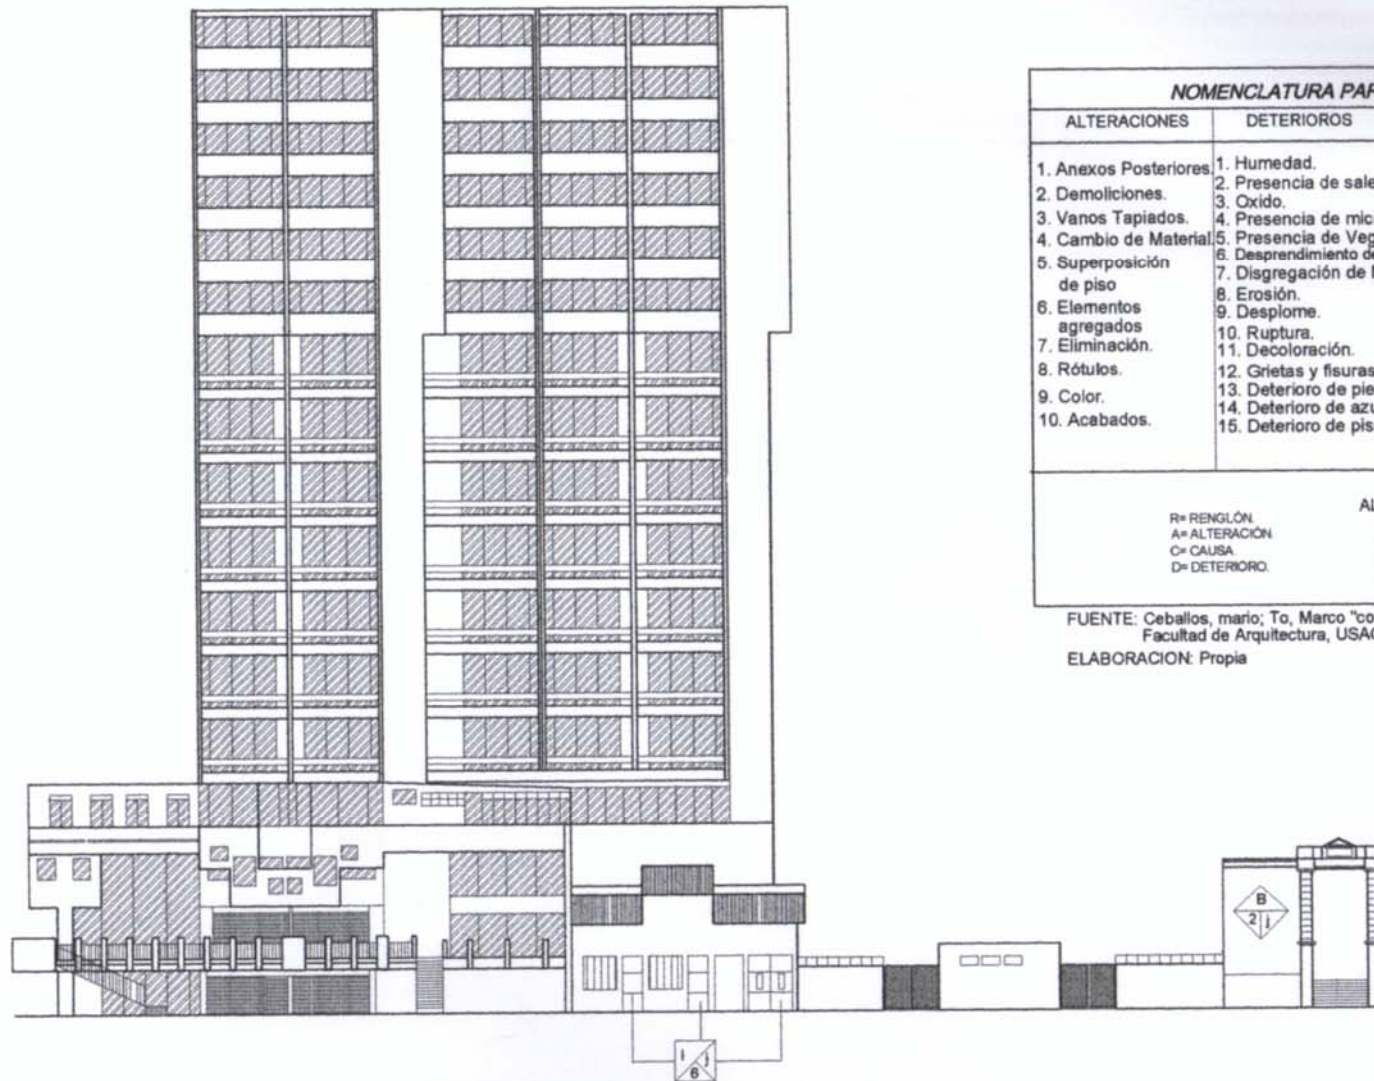 NOMENCLATURA PAR
ALTERACIONES
1. Anexos Posteriores.
2. Demoliciones.
3. Vanos Tapiados.
4. Cambio de Material
5. Superposición
de piso
6. Elementos
agregados
7. Eliminación.
8. Rótulos.
9. Color.
10. Acabados.
DETERIOROS
1. Humedad.
2. Presencia de sale
3. Oxido.
4. Presencia de mic
5. Presencia de Veg
6. Desprendimiento de
7. Disgregación de
8. Erosión.
9. Desplome.
10. Ruptura.
11. Decoloración.
12. Grietas y fisuras
13. Deterioro de pie
14. Deterioro de azu
15. Deterioro de pis
AL
R= RENGLÓN.
A= ALTERACIÓN
C= CAUSA
D= DETERIORO.
FUENTE: Ceballos, mario; To, Marco "co
Facultad de Arquitectura, USA
ELABORACION: Propia
B
2 j
i j
6